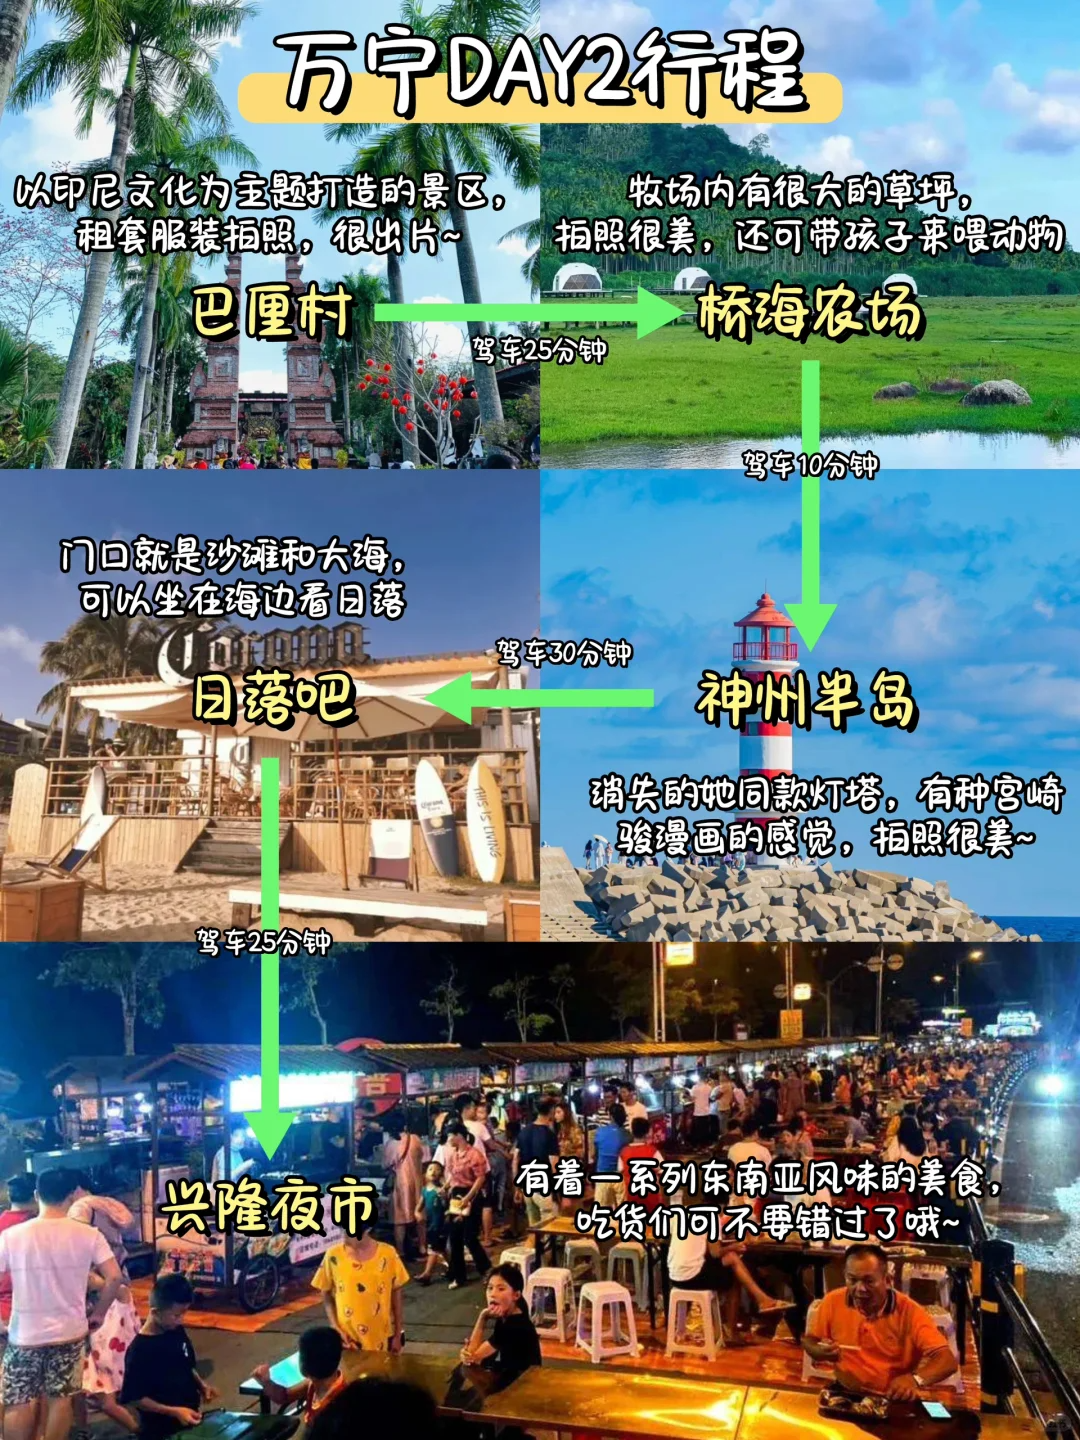 万宁DAY2行程
以印尼文化为主题打造的景区，
租套服装拍照，很出片~
巴厘村
驾车25分钟
牧场内有很大的草坪，
拍照很美，还可带孩子来喂动物
桥海农场
驾车10分钟
神州半岛
消失的她同款灯塔，有种宫崎
骏漫画的感觉，拍照很美~
驾车30分钟
门口就是沙滩和大海，
可以坐在海边看日落
Corona
日落吧
THIS IS LIVING
驾车25分钟
兴隆夜市
有着一系列东南亚风味的美食，
吃货们可不要错过了哦~